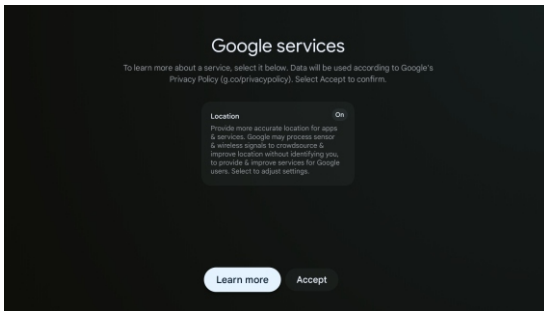 Google services
To learn more about a service, select it below. Data will be used according to Google's
Privacy Policy (g.co/privacypolicy). Select Accept to confirm.
Location
On
Provide more accurate location for apps
& services. Google may process sensor
& wireless signals to crowdsource &
improve location without identifying you,
to provide & improve services for Google
users. Select to adjust settings.
Learn more
Accept